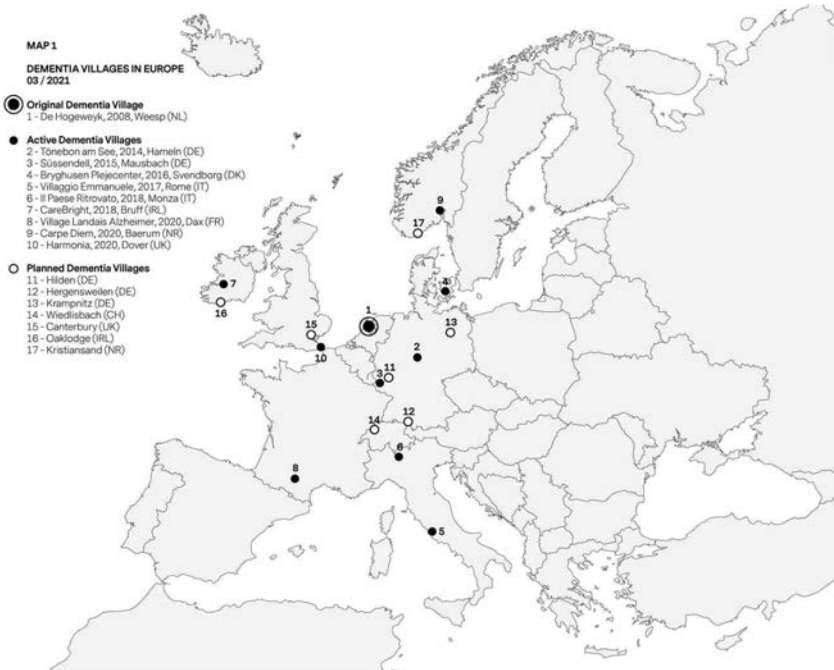 MAP 1
DEMENTIA VILLAGES IN EUROPE
03 / 2021
Original Dementia Village
1 - De Hogeweyk, 2008, Weesp (NL)
Active Dementia Villages
2 - Tönebon am See, 2014, Hameln (DE)
3 - Süssendell, 2015, Mausbach (DE)
4 - Bryghusen Plejecenter, 2016, Svendborg (DK)
5 - Villaggio Emmanuele, 2017, Rome (IT)
6 - Il Paese Ritrovato, 2018, Monza (IT)
7 - CareBright, 2018, Bruff (IRL)
8 - Village Landais Alzheimer, 2020, Dax (FR)
9 - Carpe Diem, 2020, Baerum (NR)
10 - Harmonia, 2020, Dover (UK)
Planned Dementia Villages
11 - Hilden (DE)
12 - Hergensweilen (DE)
13 - Krampnitz (DE)
14 - Wiedlisbach (CH)
15 - Canterbury (UK)
16 - Oaklodge (IRL)
17 - Kristiansand (NR)
9
17
7
16
4
1
15
13
10
2
3
11
12
14
6
8
5